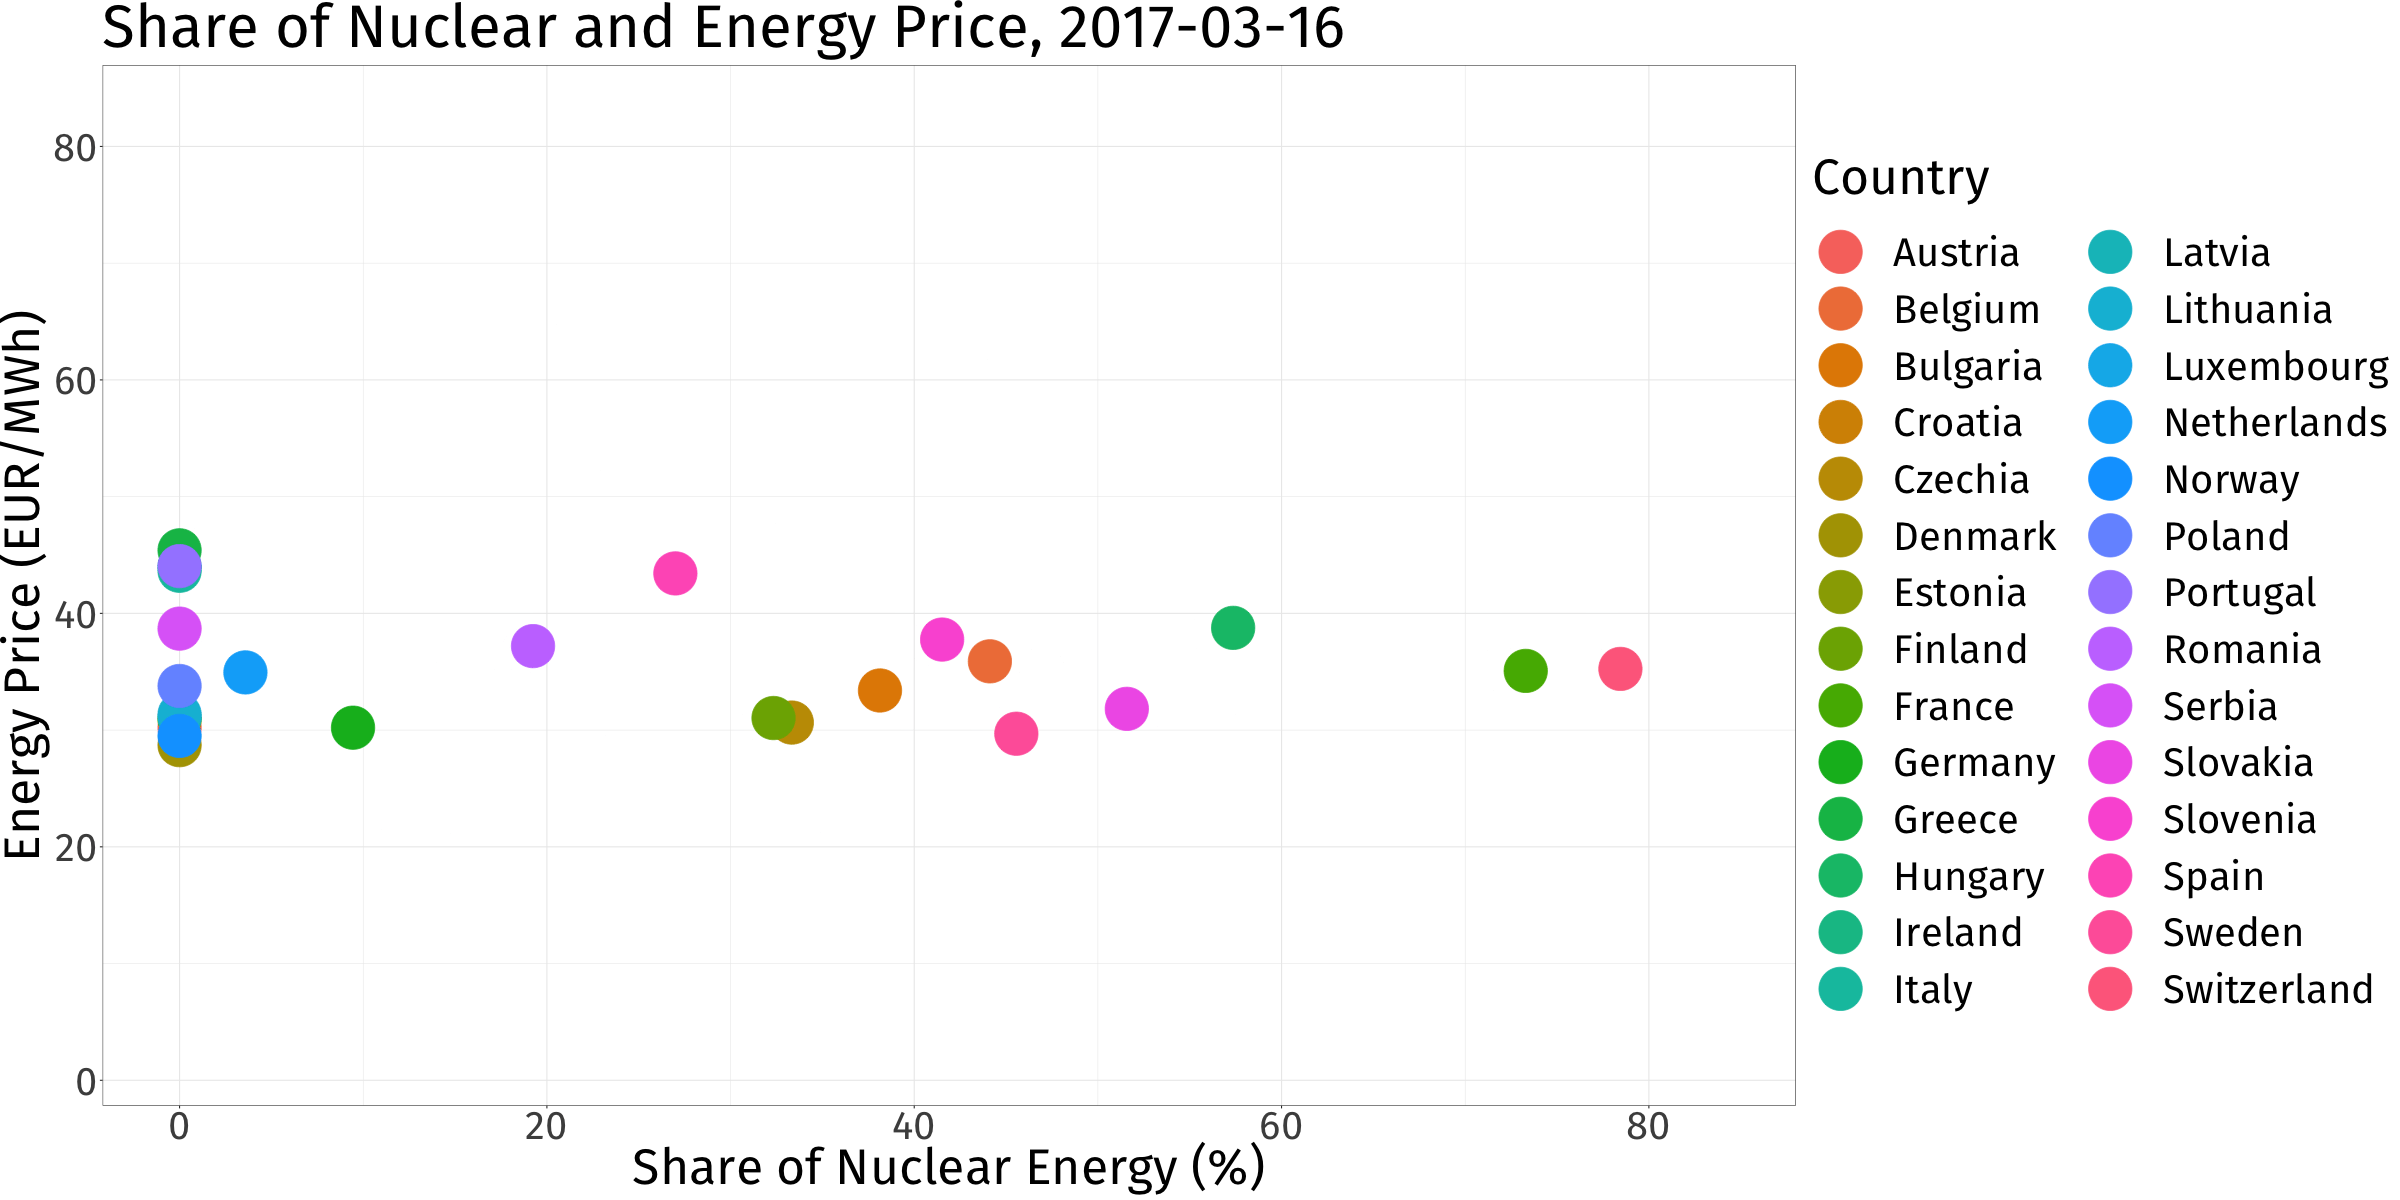 Share of Nuclear and Energy Price, 2017-03-16
Energy Price (EUR/MWh)
80
60
40
20
0
0 20 40 60 80
Share of Nuclear Energy (%)
Country
Austria
Belgium
Bulgaria
Croatia
Czechia
Denmark
Estonia
Finland
France
Germany
Greece
Hungary
Ireland
Italy
Latvia
Lithuania
Luxembourg
Netherlands
Norway
Poland
Portugal
Romania
Serbia
Slovakia
Slovenia
Spain
Sweden
Switzerland